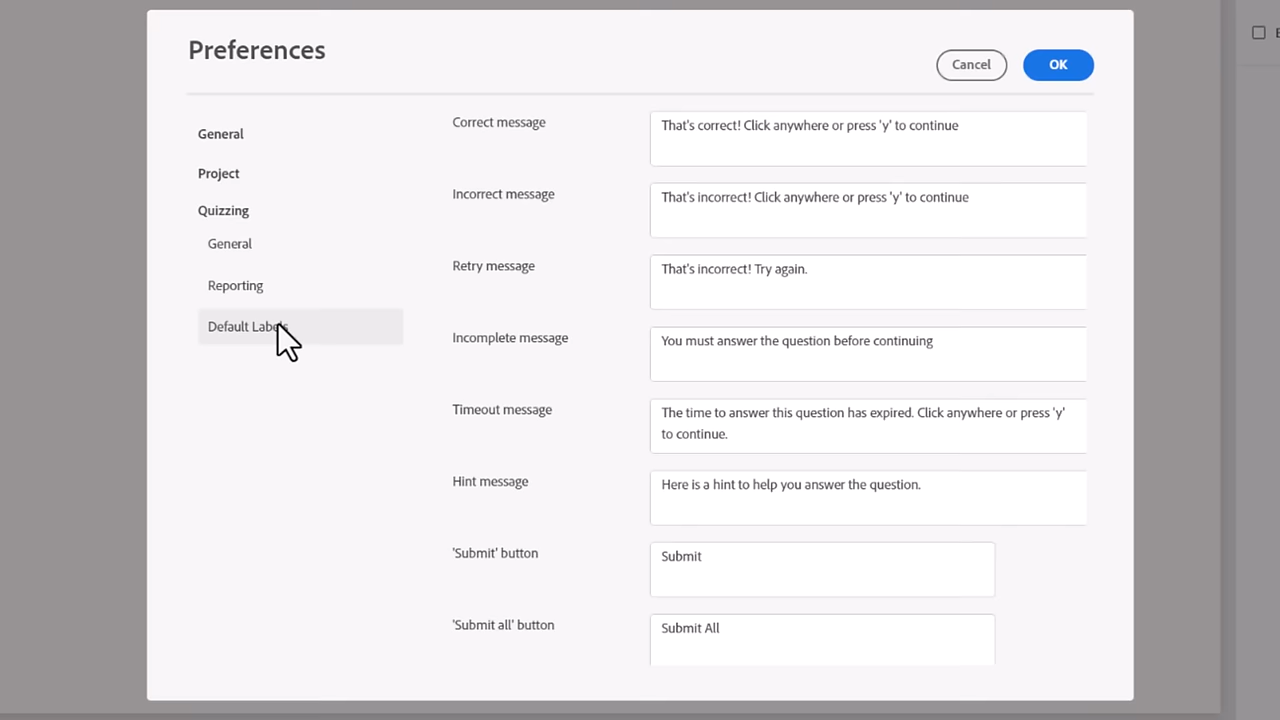 Preferences
Cancel
OK
General
Project
Quizzing
General
Reporting
Default Labels
Correct message
That's correct! Click anywhere or press 'y' to continue
Incorrect message
That's incorrect! Click anywhere or press 'y' to continue
Retry message
That's incorrect! Try again.
Incomplete message
You must answer the question before continuing
Timeout message
The time to answer this question has expired. Click anywhere or press 'y'
to continue.
Hint message
Here is a hint to help you answer the question.
'Submit' button
Submit
'Submit all' button
Submit All